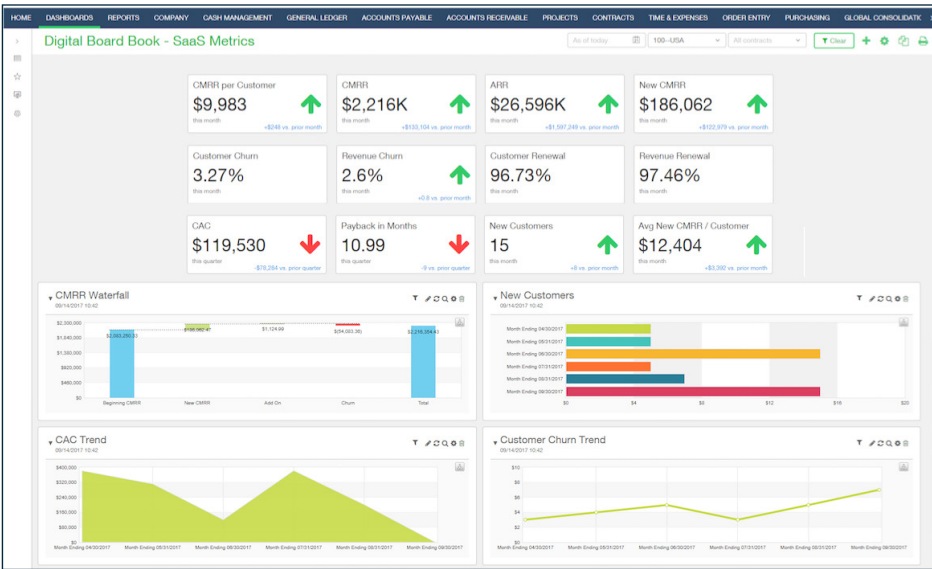 HOME DASHBOARDS REPORTS COMPANY CASH MANAGEMENT GENERAL LEDGER ACCOUNTS PAYABLE ACCOUNTS RECEIVABLE PROJECTS CONTRACTS TIME & EXPENSES ORDER ENTRY PURCHASING GLOBAL CONSOLIDATIO
Digital Board Book - SaaS Metrics
As of today 100--USA All contracts Clear
CMRR per Customer CMRR ARR New CMRR
$9,983 $2,216K $26,596K $186,062
this month this month this month this month
+$246 vs. prior month +$133,104 vs. prior month +$1,597,249 vs. prior month +$122,979 vs. prior month
Customer Churn Revenue Churn Customer Renewal Revenue Renewal
3.27% 2.6% 96.73% 97.46%
this month this month this month this month
+0.8 vs. prior month
CAC Payback in Months New Customers Avg New CMRR / Customer
$119,530 10.99 15 $12,404
this quarter this quarter this month this month
-$78,284 vs. prior quarter -9 vs. prior quarter +8 vs. prior month +$3,392 vs. prior month
CMRR Waterfall
09/14/2017 10:42
$2,300,000
$1,840,000
$1,380,000
$920,000
$460,000
$0
$1,124.99
Beginning CMRR New CMRR Add On Churn Total
New Customers
09/14/2017 10:42
Month Ending 04/30/2017
Month Ending 05/31/2017
Month Ending 06/30/2017
Month Ending 07/31/2017
Month Ending 08/31/2017
Month Ending 09/30/2017
$0 $4 $8 $12 $16 $20
CAC Trend
09/14/2017 10:42
$400,000
$320,000
$240,000
$160,000
$80,000
$0
Month Ending 04/30/2017 Month Ending 05/31/2017 Month Ending 06/30/2017 Month Ending 07/31/2017 Month Ending 08/31/2017 Month Ending 09/30/2017
Customer Churn Trend
09/14/2017 10:42
$10
$8
$6
$4
$2
$0
Month Ending 04/30/2017 Month Ending 05/31/2017 Month Ending 06/30/2017 Month Ending 07/31/2017 Month Ending 08/31/2017 Month Ending 09/30/2017